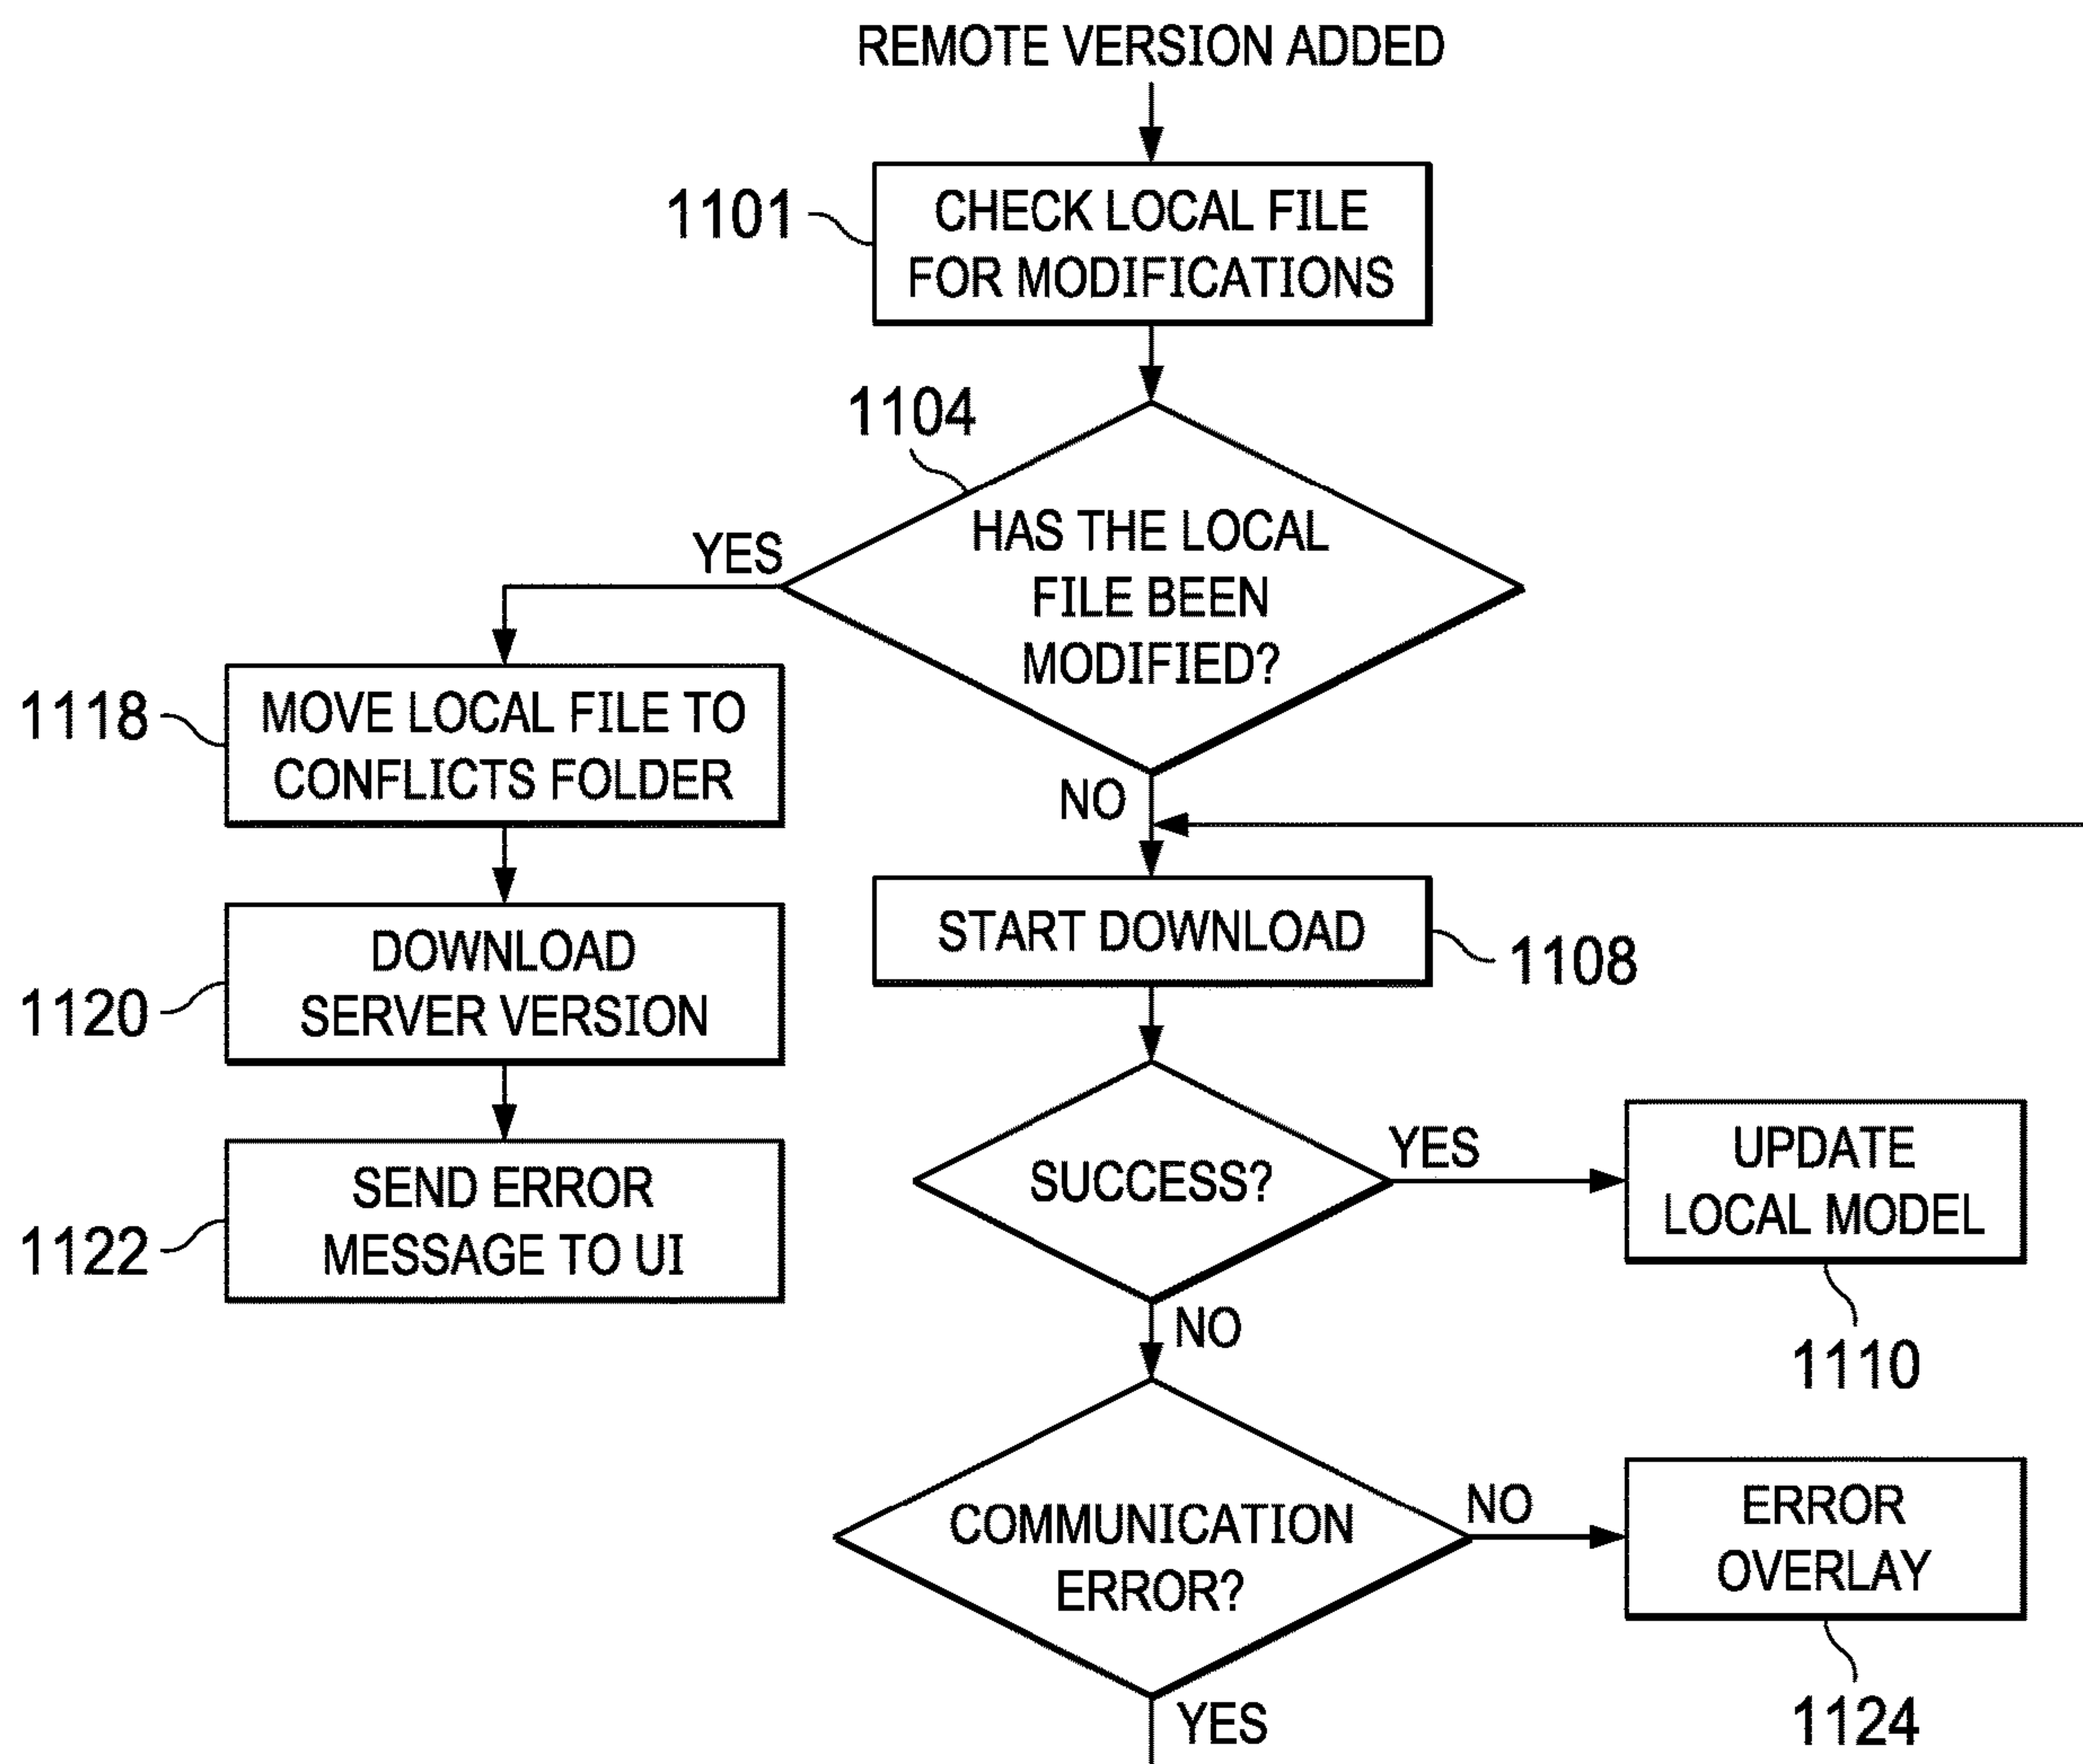 REMOTE VERSION ADDED
1101
CHECK LOCAL FILE
FOR MODIFICATIONS
1104
HAS THE LOCAL
FILE BEEN
MODIFIED?
YES
NO
1118
MOVE LOCAL FILE TO
CONFLICTS FOLDER
1120
DOWNLOAD
SERVER VERSION
1122
SEND ERROR
MESSAGE TO UI
START DOWNLOAD
1108
SUCCESS?
YES
UPDATE
LOCAL MODEL
1110
NO
COMMUNICATION
ERROR?
NO
ERROR
OVERLAY
1124
YES